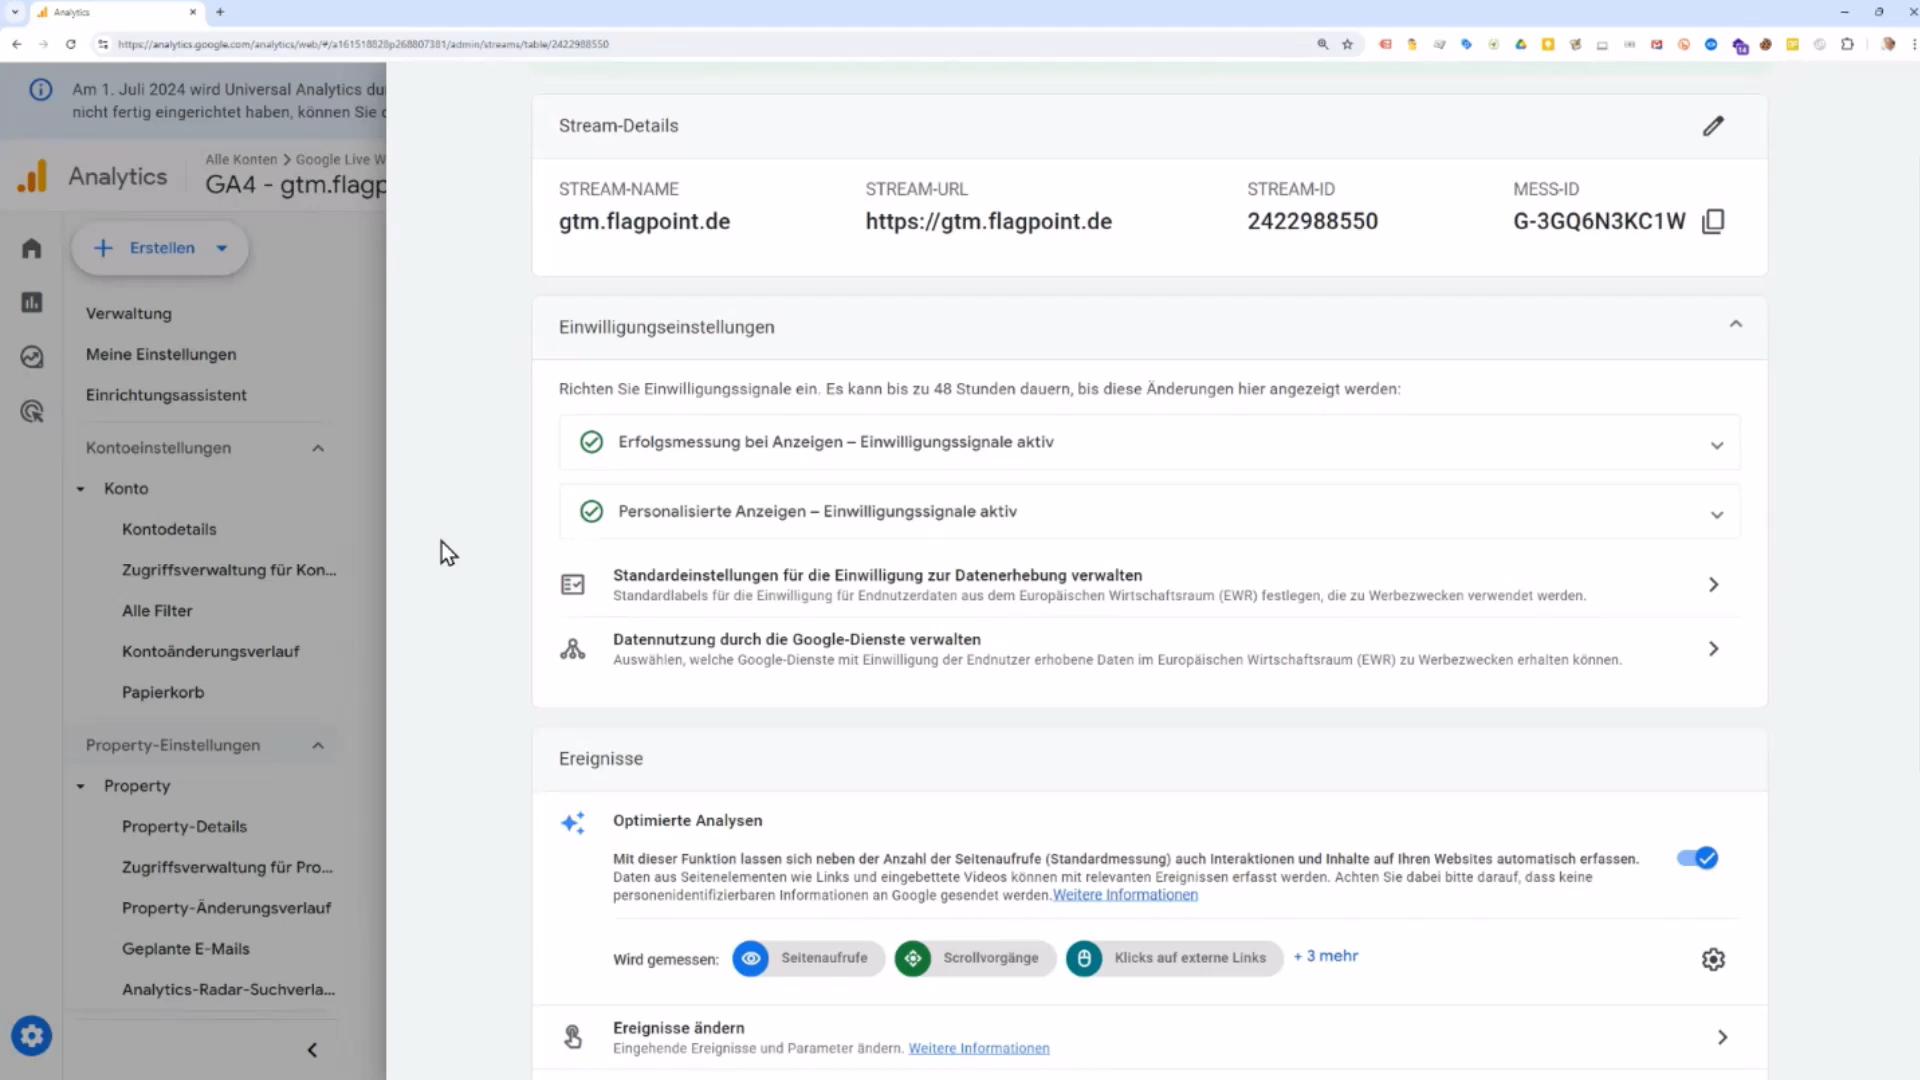 Analytics
https://analytics.google.com/analytics/web/#/a161518828p268807381/admin/streams/table/2422988550
Am 1. Juli 2024 wird Universal Analytics du
nicht fertig eingerichtet haben, können Sie d
Analytics
Alle Konten > Google Live W
GA4 - gtm.flagp
Erstellen
Verwaltung
Meine Einstellungen
Einrichtungsassistent
Kontoeinstellungen
Konto
Kontodetails
Zugriffsverwaltung für Kon...
Alle Filter
Kontoänderungsverlauf
Papierkorb
Property-Einstellungen
Property
Property-Details
Zugriffsverwaltung für Pro...
Property-Änderungsverlauf
Geplante E-Mails
Analytics-Radar-Suchverla...
Stream-Details
STREAM-NAME STREAM-URL STREAM-ID MESS-ID
gtm.flagpoint.de https://gtm.flagpoint.de 2422988550 G-3GQ6N3KC1W
Einwilligungseinstellungen
Richten Sie Einwilligungssignale ein. Es kann bis zu 48 Stunden dauern, bis diese Änderungen hier angezeigt werden:
Erfolgsmessung bei Anzeigen – Einwilligungssignale aktiv
Personalisierte Anzeigen – Einwilligungssignale aktiv
Standardeinstellungen für die Einwilligung zur Datenerhebung verwalten
Standardlabels für die Einwilligung für Endnutzerdaten aus dem Europäischen Wirtschaftsraum (EWR) festlegen, die zu Werbezwecken verwendet werden.
Datennutzung durch die Google-Dienste verwalten
Auswählen, welche Google-Dienste mit Einwilligung der Endnutzer erhobene Daten im Europäischen Wirtschaftsraum (EWR) zu Werbezwecken erhalten können.
Ereignisse
Optimierte Analysen
Mit dieser Funktion lassen sich neben der Anzahl der Seitenaufrufe (Standardmessung) auch Interaktionen und Inhalte auf Ihren Websites automatisch erfassen.
Daten aus Seitenelementen wie Links und eingebettete Videos können mit relevanten Ereignissen erfasst werden. Achten Sie dabei bitte darauf, dass keine
personenidentifizierbaren Informationen an Google gesendet werden.Weitere Informationen
Wird gemessen: Seitenaufrufe Scrollvorgänge Klicks auf externe Links + 3 mehr
Ereignisse ändern
Eingehende Ereignisse und Parameter ändern. Weitere Informationen